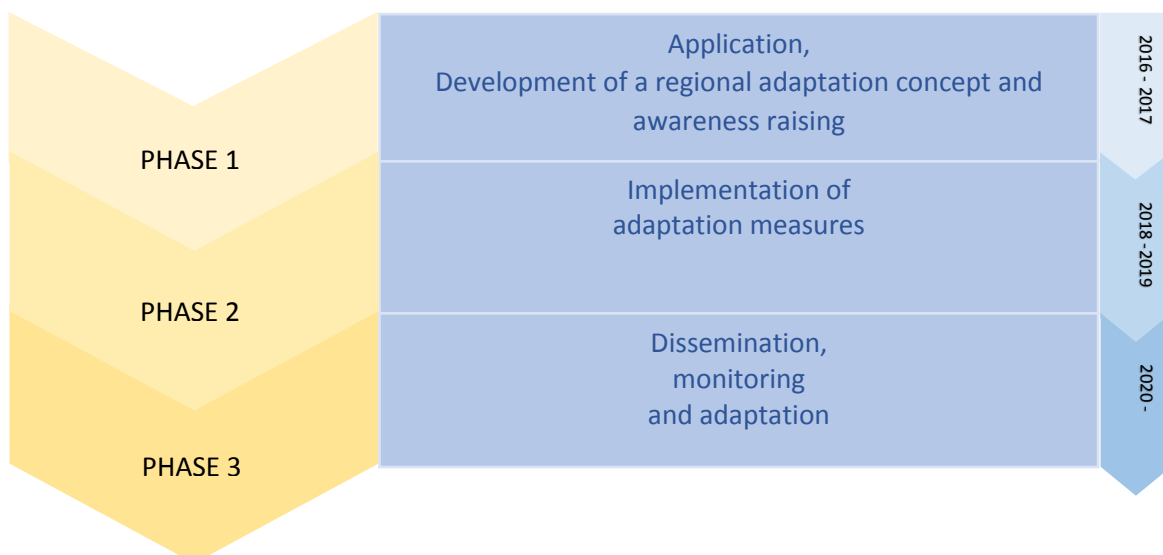 PHASE 1
Application,
Development of a regional adaptation concept and
awareness raising
2016 - 2017
PHASE 2
Implementation of
adaptation measures
2018 -2019
PHASE 3
Dissemination,
monitoring
and adaptation
2020 -